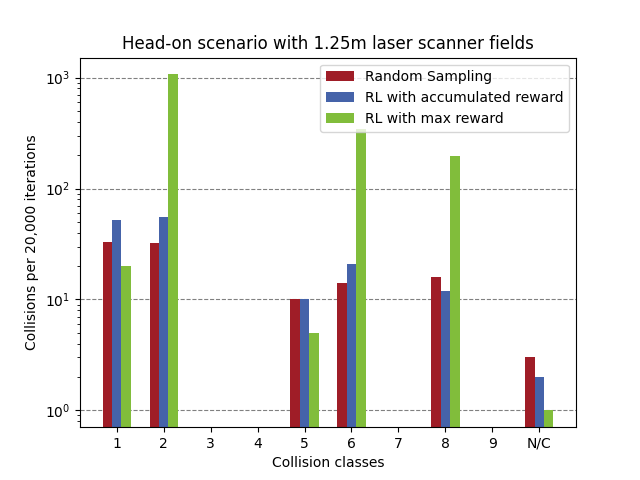 Head-on scenario with 1.25m laser scanner fields
Random Sampling
RL with accumulated reward
RL with max reward
Collisions per 20,000 iterations
10³
10²
10¹
10⁰
1 2 3 4 5 6 7 8 9 N/C
Collision classes